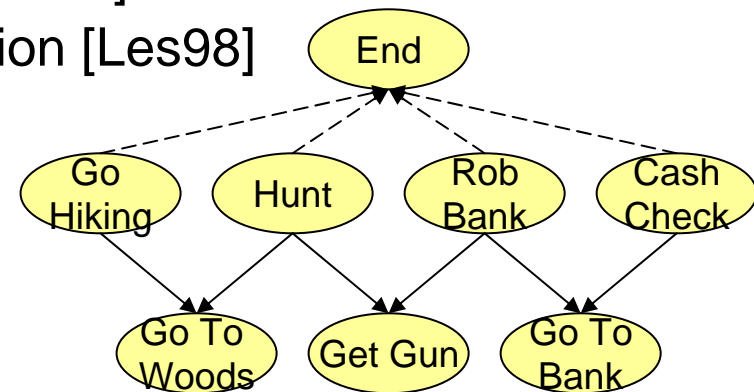 ion [Les98]
End
Go
Hiking
Hunt
Rob
Bank
Cash
Check
Go To
Woods
Get Gun
Go To
Bank